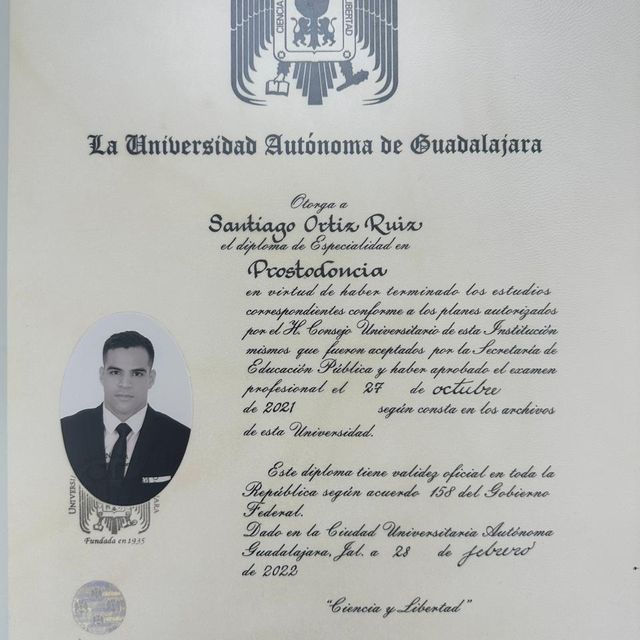 CIENCIA
LIBERTAD
La Universidad Autónoma de Guadalajara
Otorga a
Santiago Ortiz Ruiz
el diploma de Especialidad en
Prostodoncia
en virtud de haber terminado los estudios
correspondientes conforme a los planes autorizados
por el H. Consejo Universitario de esta Institución
mismos que fueron aceptados por la Secretaría de
Educación Pública y haber aprobado el examen
profesional el 27 de octubre
de 2021 según consta en los archivos
de esta Universidad.
Este diploma tiene validez oficial en toda la
República según acuerdo 158 del Gobierno
Federal.
Dado en la Ciudad Universitaria Autónoma
Guadalajara, Jal. a 28 de febrero
de 2022
"Ciencia y Libertad"
Fundada en 1935